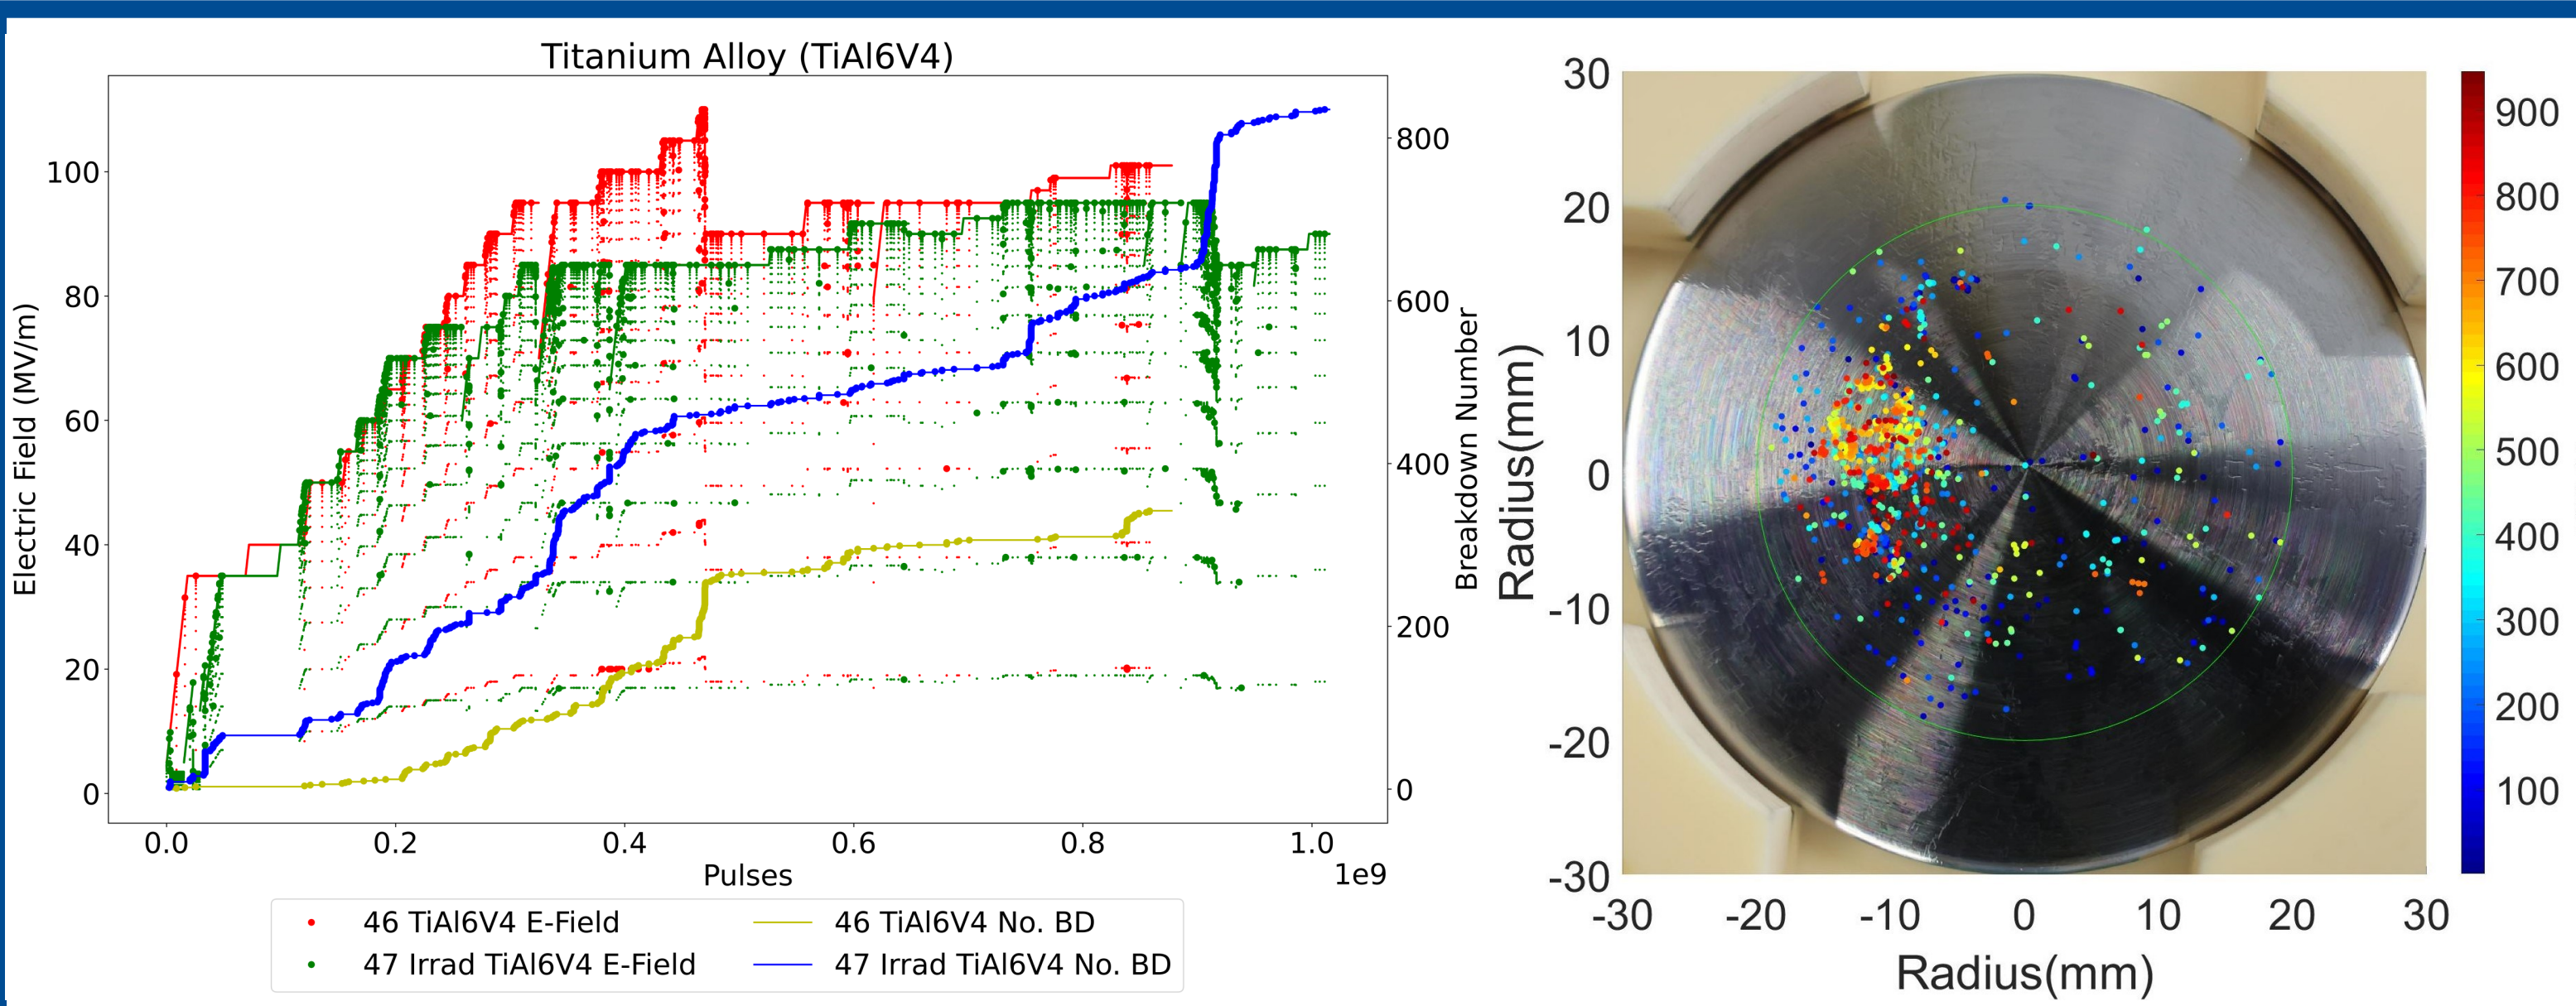 Titanium Alloy (TiAl6V4)
Electric Field (MV/m)
100
80
60
40
20
0
0.0 0.2 0.4 0.6 0.8 1.0
1e9
Pulses
800
600
400
200
0
Breakdown Number
46 TiAl6V4 E-Field
47 Irrad TiAl6V4 E-Field
46 TiAl6V4 No. BD
47 Irrad TiAl6V4 No. BD
Radius(mm)
30
20
10
0
-10
-20
-30
-30 -20 -10 0 10 20 30
Radius(mm)
900
800
700
600
500
400
300
200
100